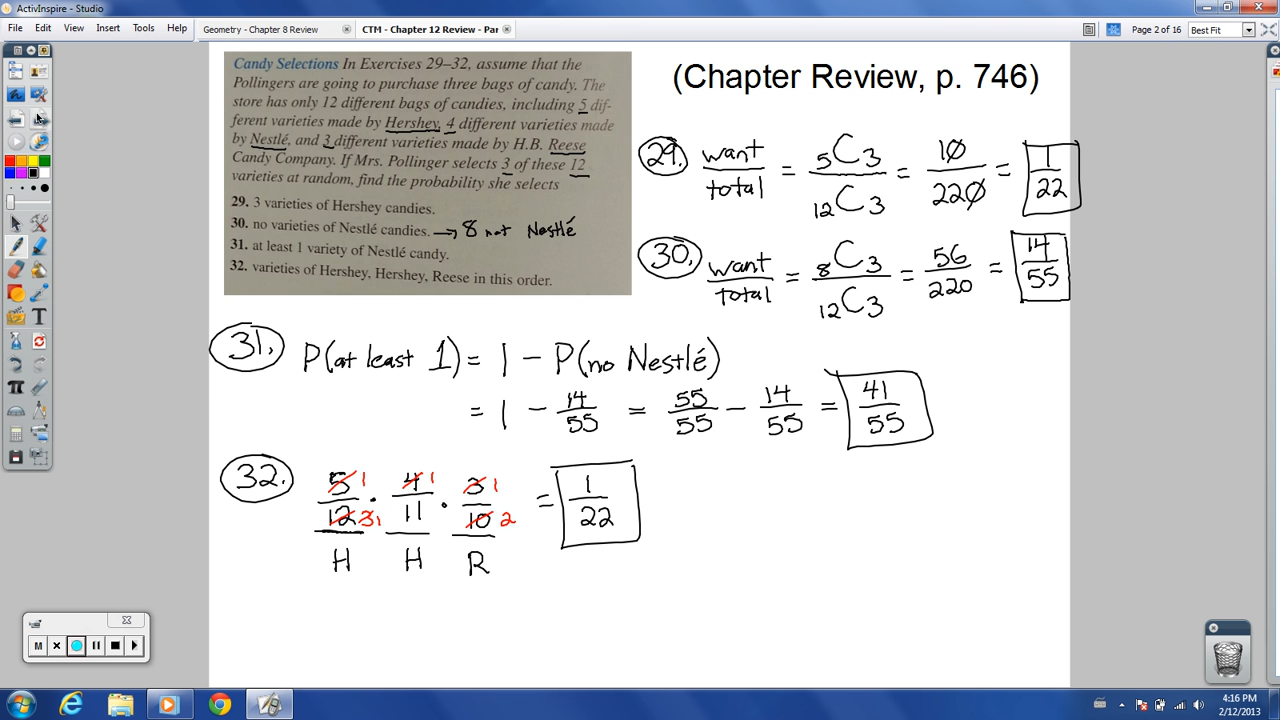 ActivInspire - Studio
File Edit View Insert Tools Help
Geometry - Chapter 8 Review
CTM - Chapter 12 Review - Par
Page 2 of 16
Best Fit
Candy Selections In Exercises 29–32, assume that the
Pollingers are going to purchase three bags of candy. The
store has only 12 different bags of candies, including 5 dif-
ferent varieties made by Hershey, 4 different varieties made
by Nestlé, and 3 different varieties made by H.B. Reese
Candy Company. If Mrs. Pollinger selects 3 of these 12
varieties at random, find the probability she selects
29. 3 varieties of Hershey candies.
30. no varieties of Nestlé candies. → 8 not Nestlé
31. at least 1 variety of Nestlé candy.
32. varieties of Hershey, Hershey, Reese in this order.
(Chapter Review, p. 746)
29. want/total = 5C3/12C3 = 10/220 = 1/22
30. want/total = 8C3/12C3 = 56/220 = 14/55
31. P(at least 1) = 1 − P(no Nestlé)
= 1 − 14/55 = 55/55 − 14/55 = 41/55
32. 5/12 · 4/11 · 3/10 = 1/22
1 1 1
3 1 2
H H R
M
4:16 PM
2/12/2013